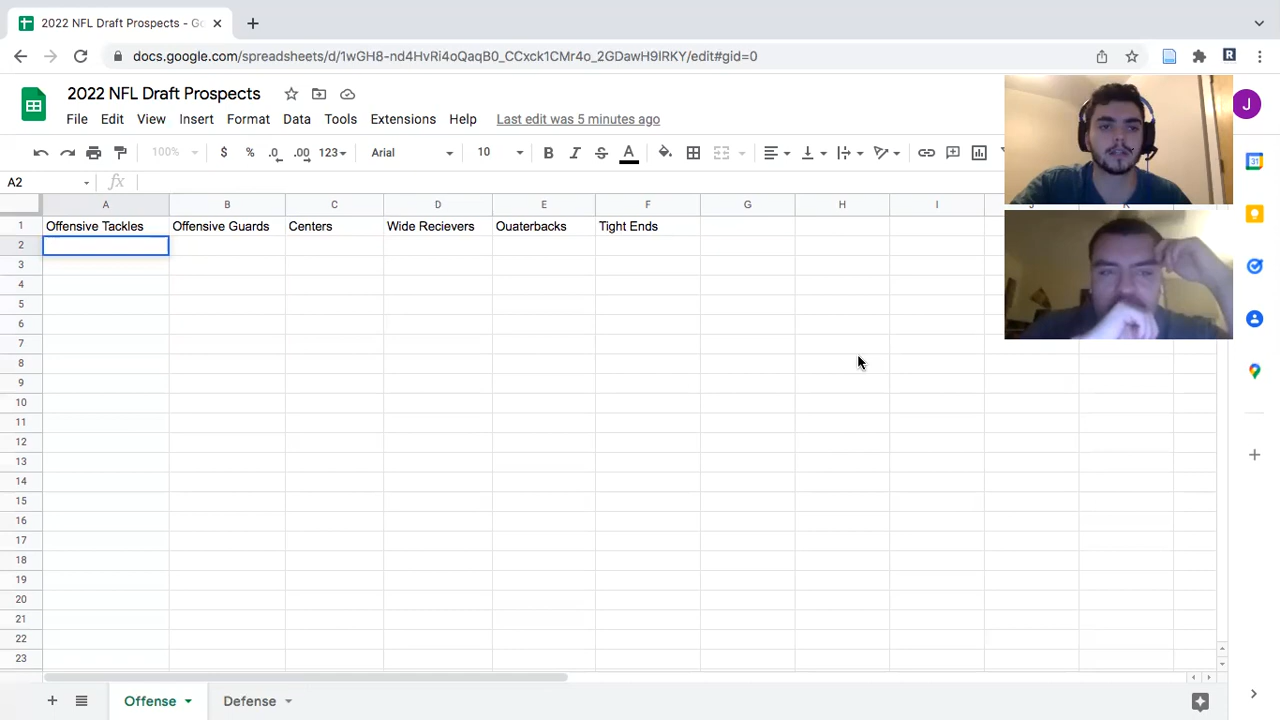 2022 NFL Draft Prospects - Go
docs.google.com/spreadsheets/d/1wGH8-nd4HvRi4oQaqB0_CCxck1CMr4o_2GDawH9lRKY/edit#gid=0
R
2022 NFL Draft Prospects
J
File Edit View Insert Format Data Tools Extensions Help Last edit was 5 minutes ago
100% $ % .0 .00 123 Arial 10 B I S A
31
A2 fx
A B C D E F G H I
1 Offensive Tackles Offensive Guards Centers Wide Recievers Ouaterbacks Tight Ends
2
3
4
5
6
7
8
9
10
11
12
13
14
15
16
17
18
19
20
21
22
23
Offense Defense